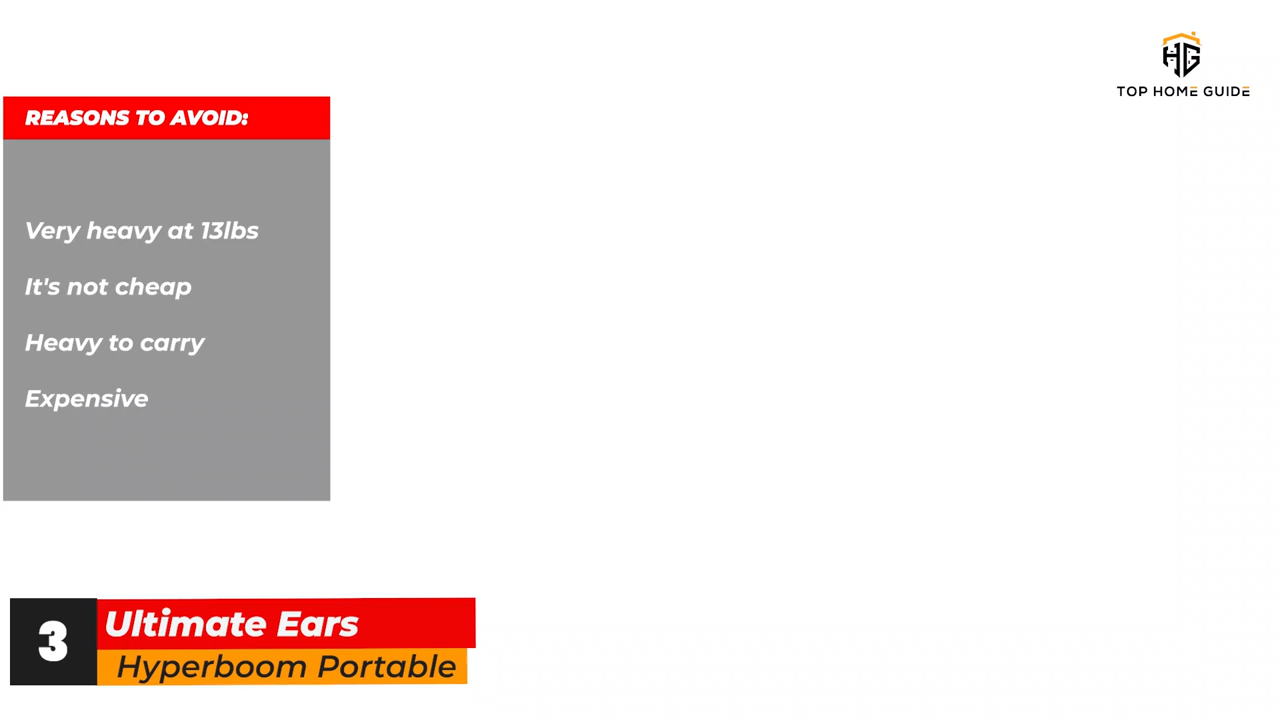 HG
TOP HOME GUIDE
REASONS TO AVOID:
Very heavy at 13lbs
It's not cheap
Heavy to carry
Expensive
3
Ultimate Ears
Hyperboom Portable